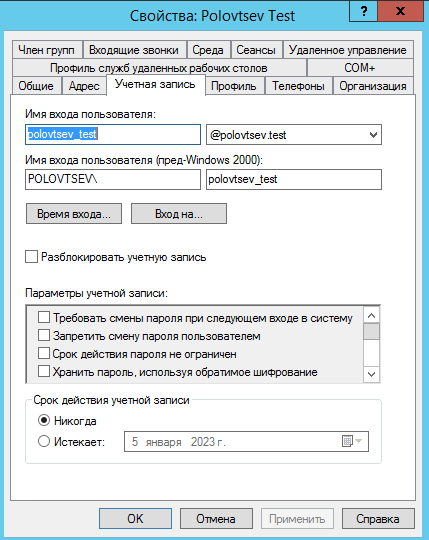 Свойства: Polovtsev Test
?
Член групп Входящие звонки Среда Сеансы Удаленное управление
Профиль служб удаленных рабочих столов COM+
Общие Адрес Учетная запись Профиль Телефоны Организация
Имя входа пользователя:
polovtsev_test @polovtsev.test
Имя входа пользователя (пред-Windows 2000):
POLOVTSEV\ polovtsev_test
Время входа... Вход на...
Разблокировать учетную запись
Параметры учетной записи:
Требовать смены пароля при следующем входе в систему
Запретить смену пароля пользователем
Срок действия пароля не ограничен
Хранить пароль, используя обратимое шифрование
Срок действия учетной записи
Никогда
Истекает: 5 января 2023 г.
OK Отмена Применить Справка